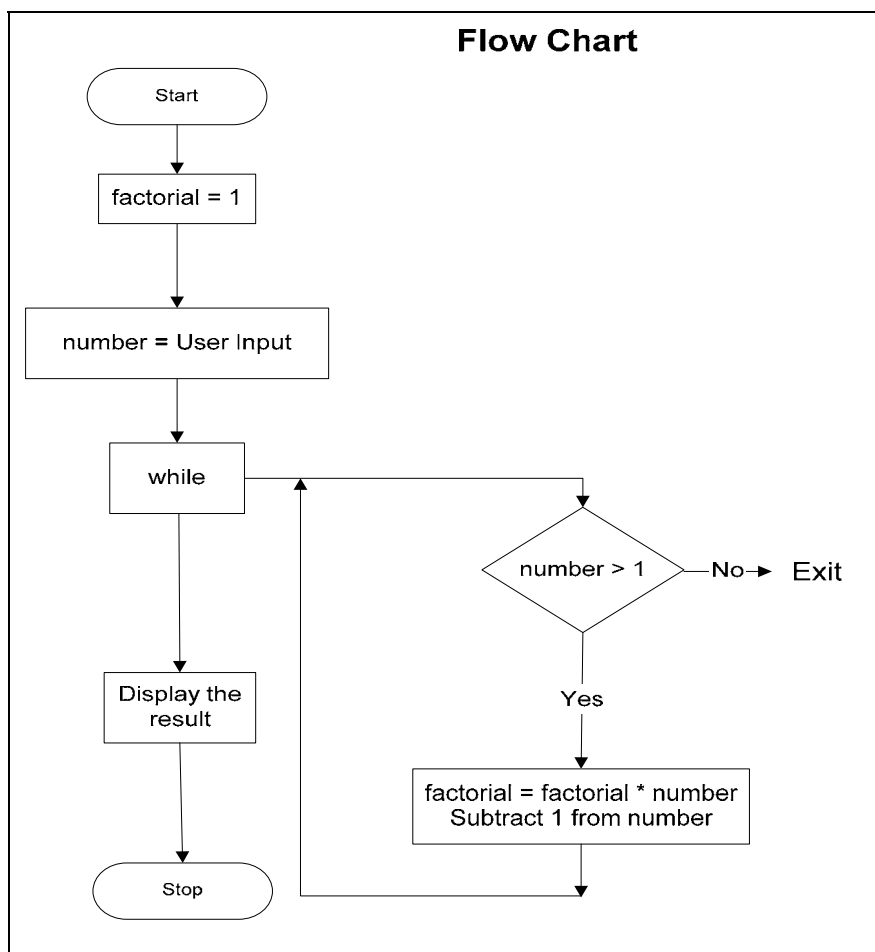 Flow Chart
Start
factorial = 1
number = User Input
while
number > 1
No
Exit
Yes
Display the
result
factorial = factorial * number
Subtract 1 from number
Stop